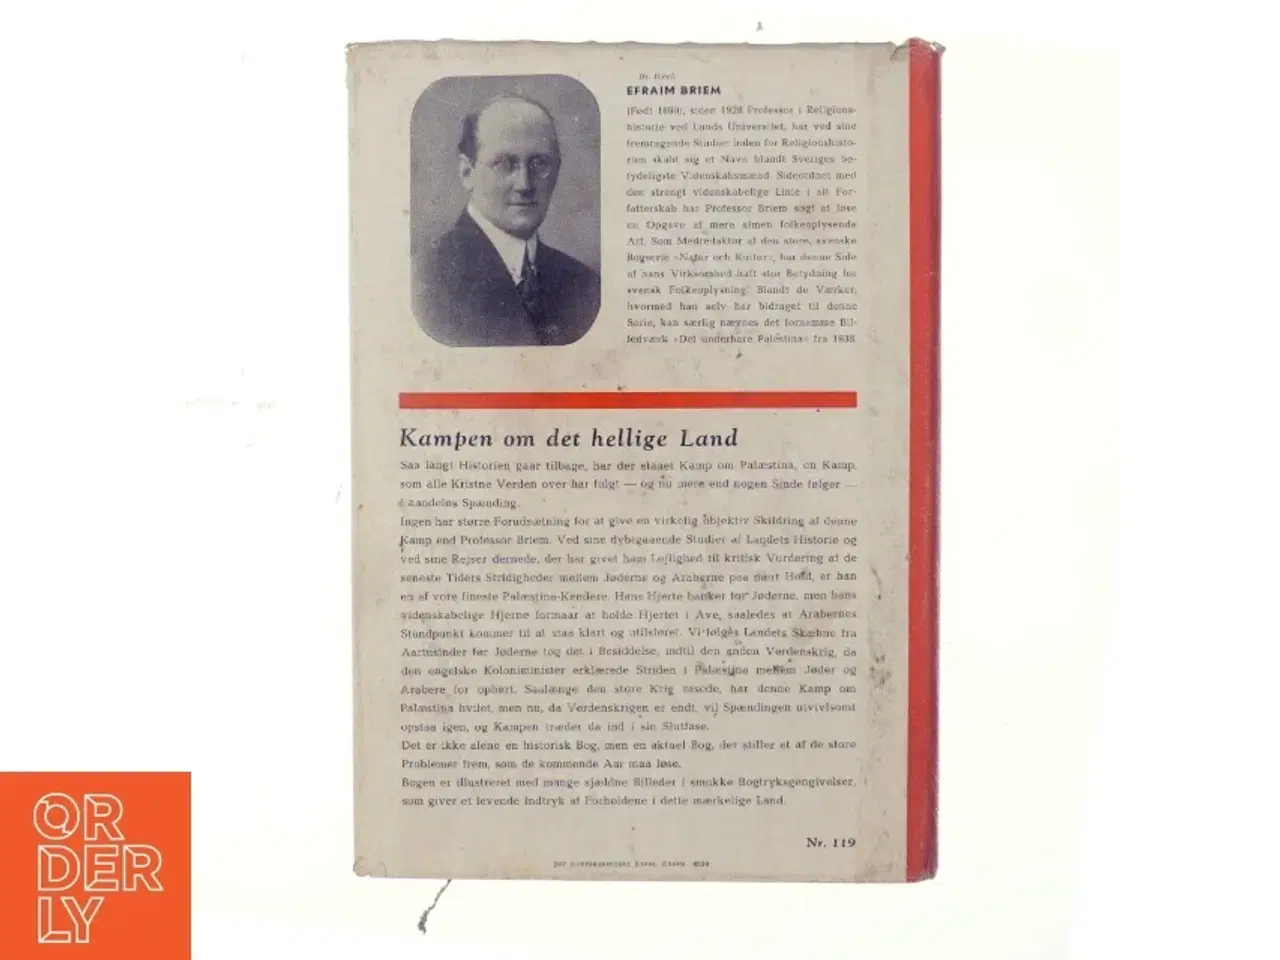 EFRAIM BRIEM
(Født 1890), siden 1928 Professor i Religions-
historie ved Lunds Universitet, har ved sine
fremragende Studier inden for Religionshisto-
rien skabt sig et Navn blandt Sveriges be-
tydeligste Videnskabsmænd. Sideordnet med
den strengt videnskabelige Linie i alt For-
fatterskab har Professor Briem søgt at løse
en Opgave af mere almen folkeoplysende
Art. Som Medredaktør af den store, svenske
Bogserie »Natur och Kultur«, har denne Side
af hans Virksomhed haft stor Betydning for
svensk Folkeoplysning. Blandt de Værker,
hvormed han selv har bidraget til denne
Serie, kan særlig nævnes det fornemme Bil-
ledværk »Det underbare Palestina« fra 1938.
Kampen om det hellige Land
Saa langt Historien gaar tilbage, har der staaet Kamp om Palæstina, en Kamp,
som alle Kristne Verden over har fulgt — og nu mere end nogen Sinde følger —
i aandeløs Spænding.
Ingen har større Forudsætning for at give en virkelig objektiv Skildring af denne
Kamp end Professor Briem. Ved sine dybtgaaende Studier af Landets Historie og
ved sine Rejser dernede, der har givet ham Lejlighed til kritisk Vurdering af de
seneste Tiders Stridigheder mellem Jøderne og Araberne paa nært Hold, er han
en af vore fineste Palæstina-Kendere. Hans Hjerte banker for Jøderne, men hans
videnskabelige Hjerne formaar at holde Hjertet i Ave, saaledes at Arabernes
Standpunkt kommer til at staa klart og utilsløret. Vi følger Landets Skæbne fra
Aartusinder før Jøderne tog det i Besiddelse, indtil den anden Verdenskrig, da
den engelske Koloniminister erklærede Striden i Palæstina mellem Jøder og
Arabere for ophørt. Saalænge den store Krig rasede, har denne Kamp om
Palæstina hvilet, men nu, da Verdenskrigen er endt, vil Spændingen utvivlsomt
opstaa igen, og Kampen træder da ind i sin Slutfase.
Det er ikke alene en historisk Bog, men en aktuel Bog, der stiller et af de store
Problemer frem, som de kommende Aar maa løse.
Bogen er illustreret med mange sjældne Billeder i smukke Bogtryksgengivelser,
som giver et levende Indtryk af Forholdene i dette mærkelige Land.
Nr. 119
OR
DER
LY